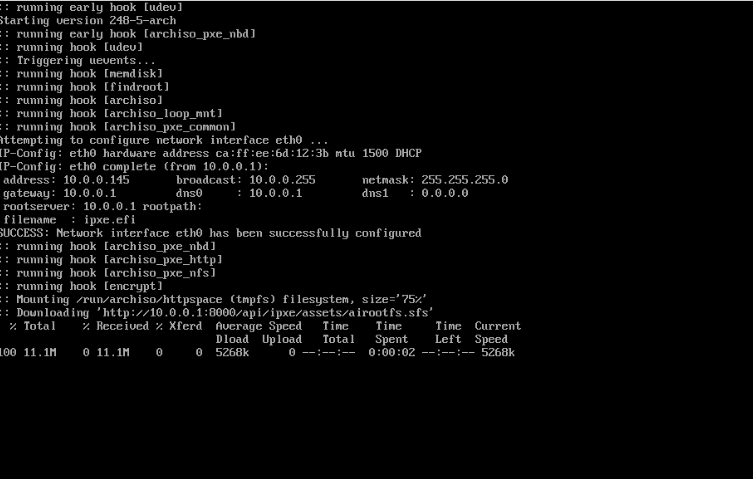 :: running early hook [udev]
Starting version 248-5-arch
:: running early hook [archiso_pxe_nbd]
:: running hook [udev]
:: Triggering uevents...
:: running hook [memdisk]
:: running hook [findroot]
:: running hook [archiso]
:: running hook [archiso_loop_mnt]
:: running hook [archiso_pxe_common]
Attempting to configure network interface eth0 ...
IP-Config: eth0 hardware address ca:ff:ee:6d:12:3b mtu 1500 DHCP
IP-Config: eth0 complete (from 10.0.0.1):
address: 10.0.0.145 broadcast: 10.0.0.255 netmask: 255.255.255.0
gateway: 10.0.0.1 dns0 : 10.0.0.1 dns1 : 0.0.0.0
rootserver: 10.0.0.1 rootpath:
filename : ipxe.efi
SUCCESS: Network interface eth0 has been successfully configured
:: running hook [archiso_pxe_nbd]
:: running hook [archiso_pxe_http]
:: running hook [archiso_pxe_nfs]
:: running hook [encrypt]
:: Mounting /run/archiso/httpspace (tmpfs) filesystem, size='75%'
:: Downloading 'http://10.0.0.1:8000/api/ipxe/assets/airootfs.sfs'
% Total % Received % Xferd Average Speed Time Time Time Current
Dload Upload Total Spent Left Speed
100 11.1M 0 11.1M 0 0 5268k 0 --:--:-- 0:00:02 --:--:-- 5268k